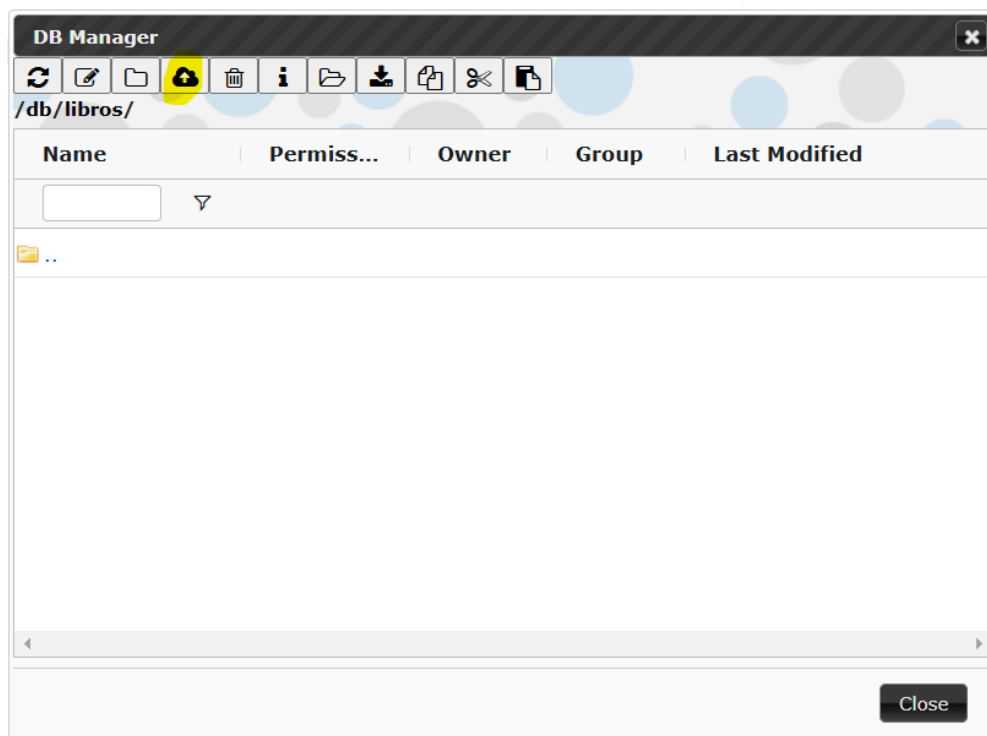 DB Manager
/db/libros/
Name Permiss... Owner Group Last Modified
..
Close